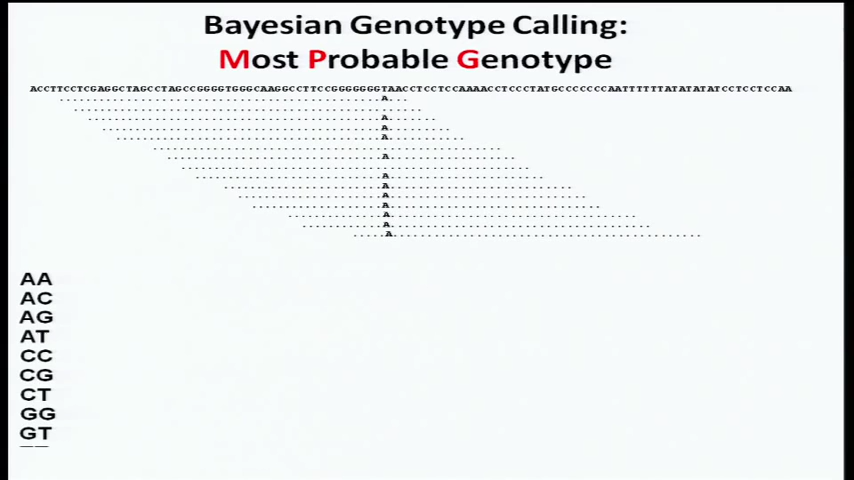 Bayesian Genotype Calling:
Most Probable Genotype
ACCTTCCTCGAGGCTAGCCTAGCCGGGGTGGGCAAGGCCTTCCGGGGGGGTAACCTCCTCCAAAACCTCCCTATGCCCCCCCAATTTTTTATATATATCCTCCTCCAA
A
A
A
A
A
A
A
A
A
A
A
A
AA
AC
AG
AT
CC
CG
CT
GG
GT